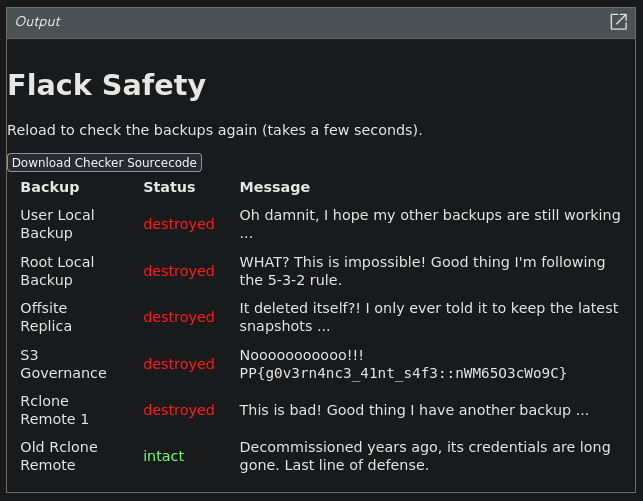 Output
Flack Safety
Reload to check the backups again (takes a few seconds).
Download Checker Sourcecode
Backup Status Message
User Local Backup destroyed Oh damnit, I hope my other backups are still working ...
Root Local Backup destroyed WHAT? This is impossible! Good thing I'm following the 5-3-2 rule.
Offsite Replica destroyed It deleted itself?! I only ever told it to keep the latest snapshots ...
S3 Governance destroyed Nooooooooooo!!! PP{g0v3rn4nc3_41nt_s4f3::nWM65O3cWo9C}
Rclone Remote 1 destroyed This is bad! Good thing I have another backup ...
Old Rclone Remote intact Decommissioned years ago, its credentials are long gone. Last line of defense.